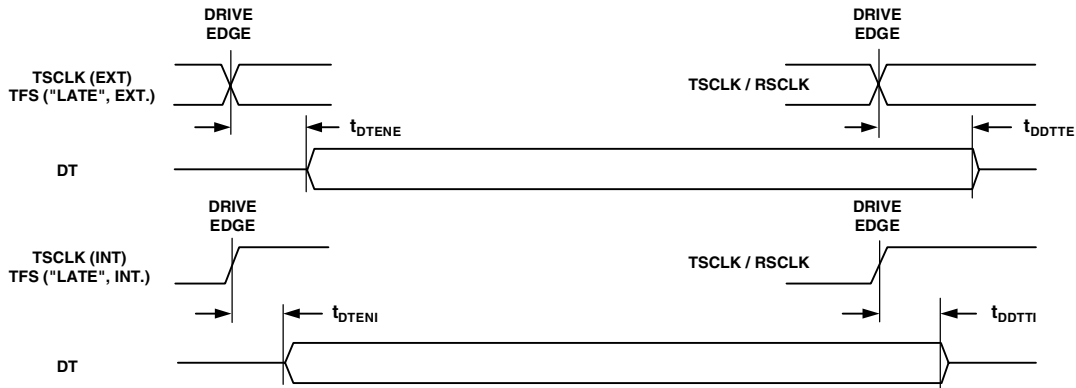 DRIVE
EDGE
DRIVE
EDGE
TSCLK (EXT)
TFS ("LATE", EXT.)
TSCLK / RSCLK
tDTENE
tDDTTE
DT
DRIVE
EDGE
DRIVE
EDGE
TSCLK (INT)
TFS ("LATE", INT.)
TSCLK / RSCLK
tDTENI
tDDTTI
DT